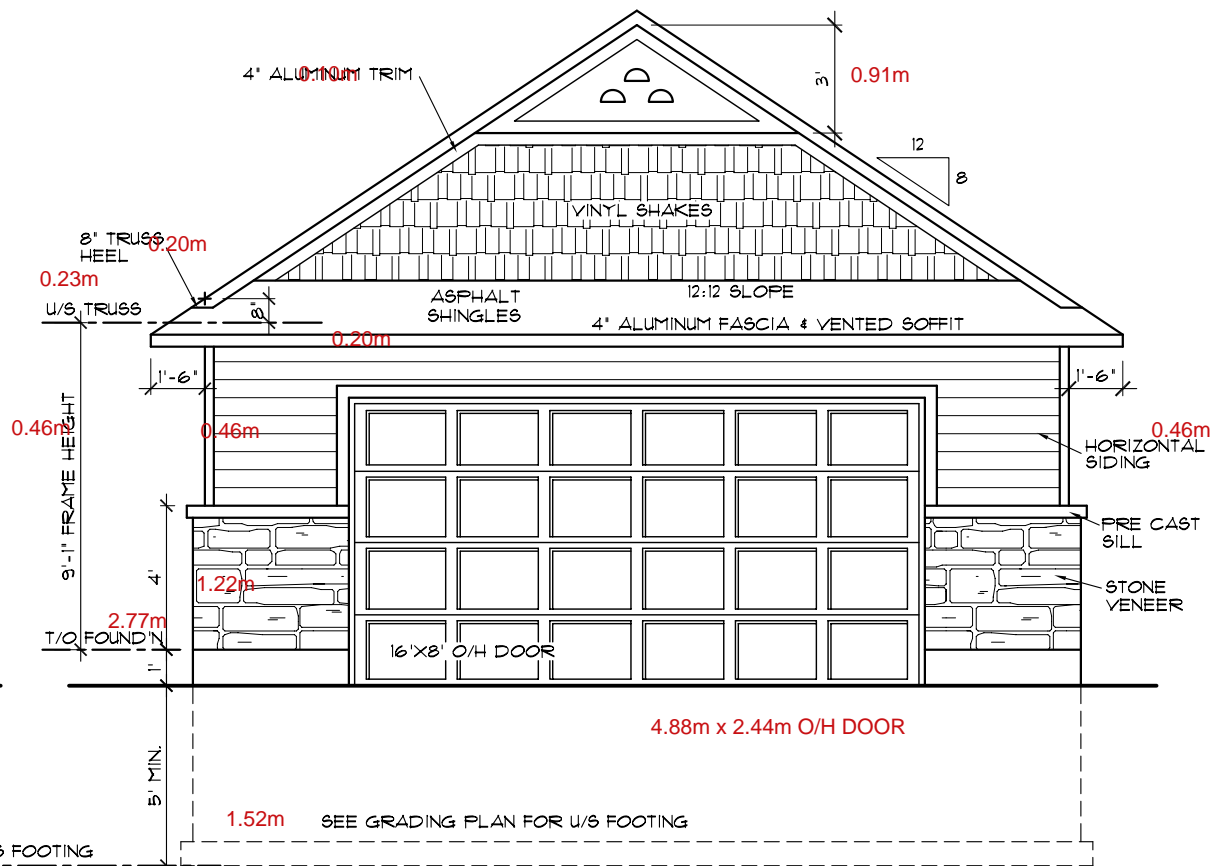 4" ALUMINUM TRIM
0.10m
3'
0.91m
12
8
VINYL SHAKES
8" TRUSS
HEEL
0.20m
0.23m
U/S TRUSS
8"
ASPHALT
SHINGLES
12:12 SLOPE
4" ALUMINUM FASCIA & VENTED SOFFIT
0.20m
1'-6"
1'-6"
0.46m
0.46m
0.46m
9'-1" FRAME HEIGHT
HORIZONTAL
SIDING
PRE CAST
SILL
4'
1.22m
STONE
VENEER
2.77m
T/O FOUND'N
1'
16'X8' O/H DOOR
4.88m x 2.44m O/H DOOR
5' MIN.
1.52m
SEE GRADING PLAN FOR U/S FOOTING
S FOOTING